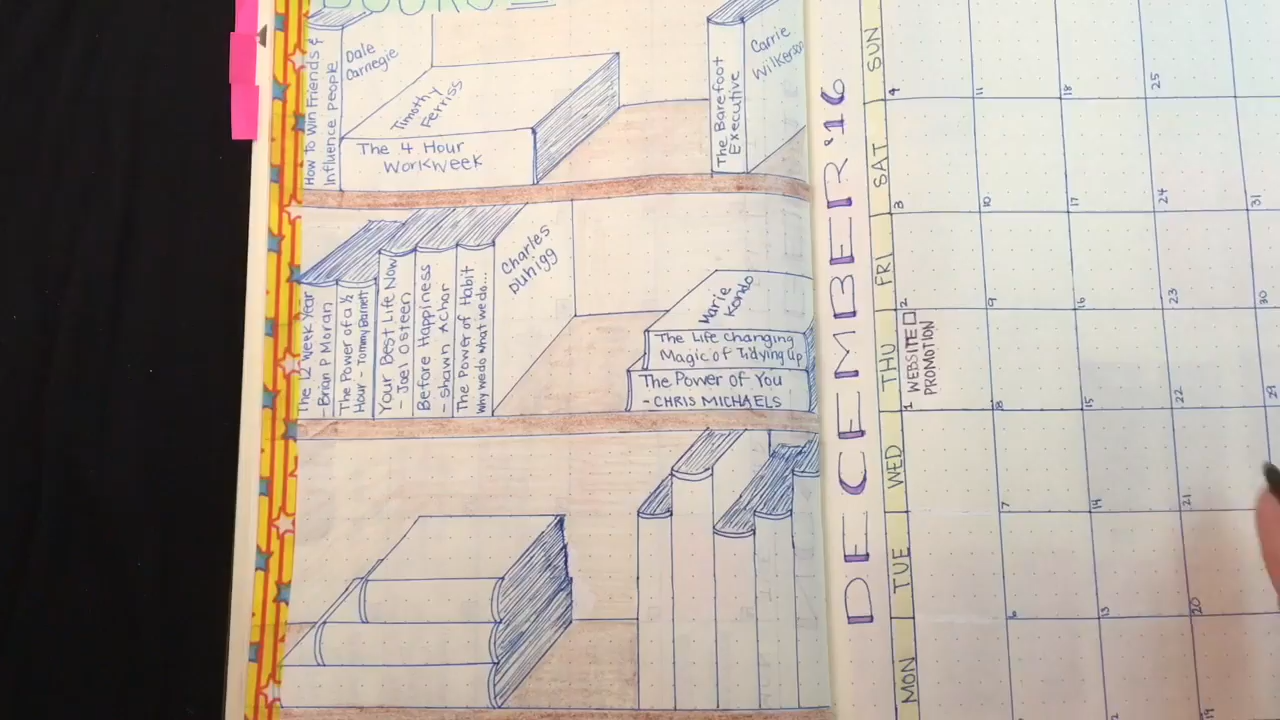 BOOKS
How to Win Friends &
Influence People
Dale
Carnegie
Timothy
Ferriss
The 4 Hour
Workweek
The Barefoot
Executive
Carrie
Wilkerson
The 12 Week Year
- Brian P Moran
The Power of a ½
Hour - Tommy Barnett
Your Best Life Now
- Joel Osteen
Before Happiness
- Shawn Achor
The Power of Habit
Why we do what we do...
Charles
Duhigg
Marie
Kondo
The Life Changing
Magic of Tidying Up
The Power of You
- CHRIS MICHAELS
DECEMBER '16
MON
TUE
WED
THU
FRI
SAT
SUN
1
WEBSITE
PROMOTION
2
3
4
6
7
8
9
10
11
13
14
15
16
17
18
19
20
21
22
23
24
25
29
30
31